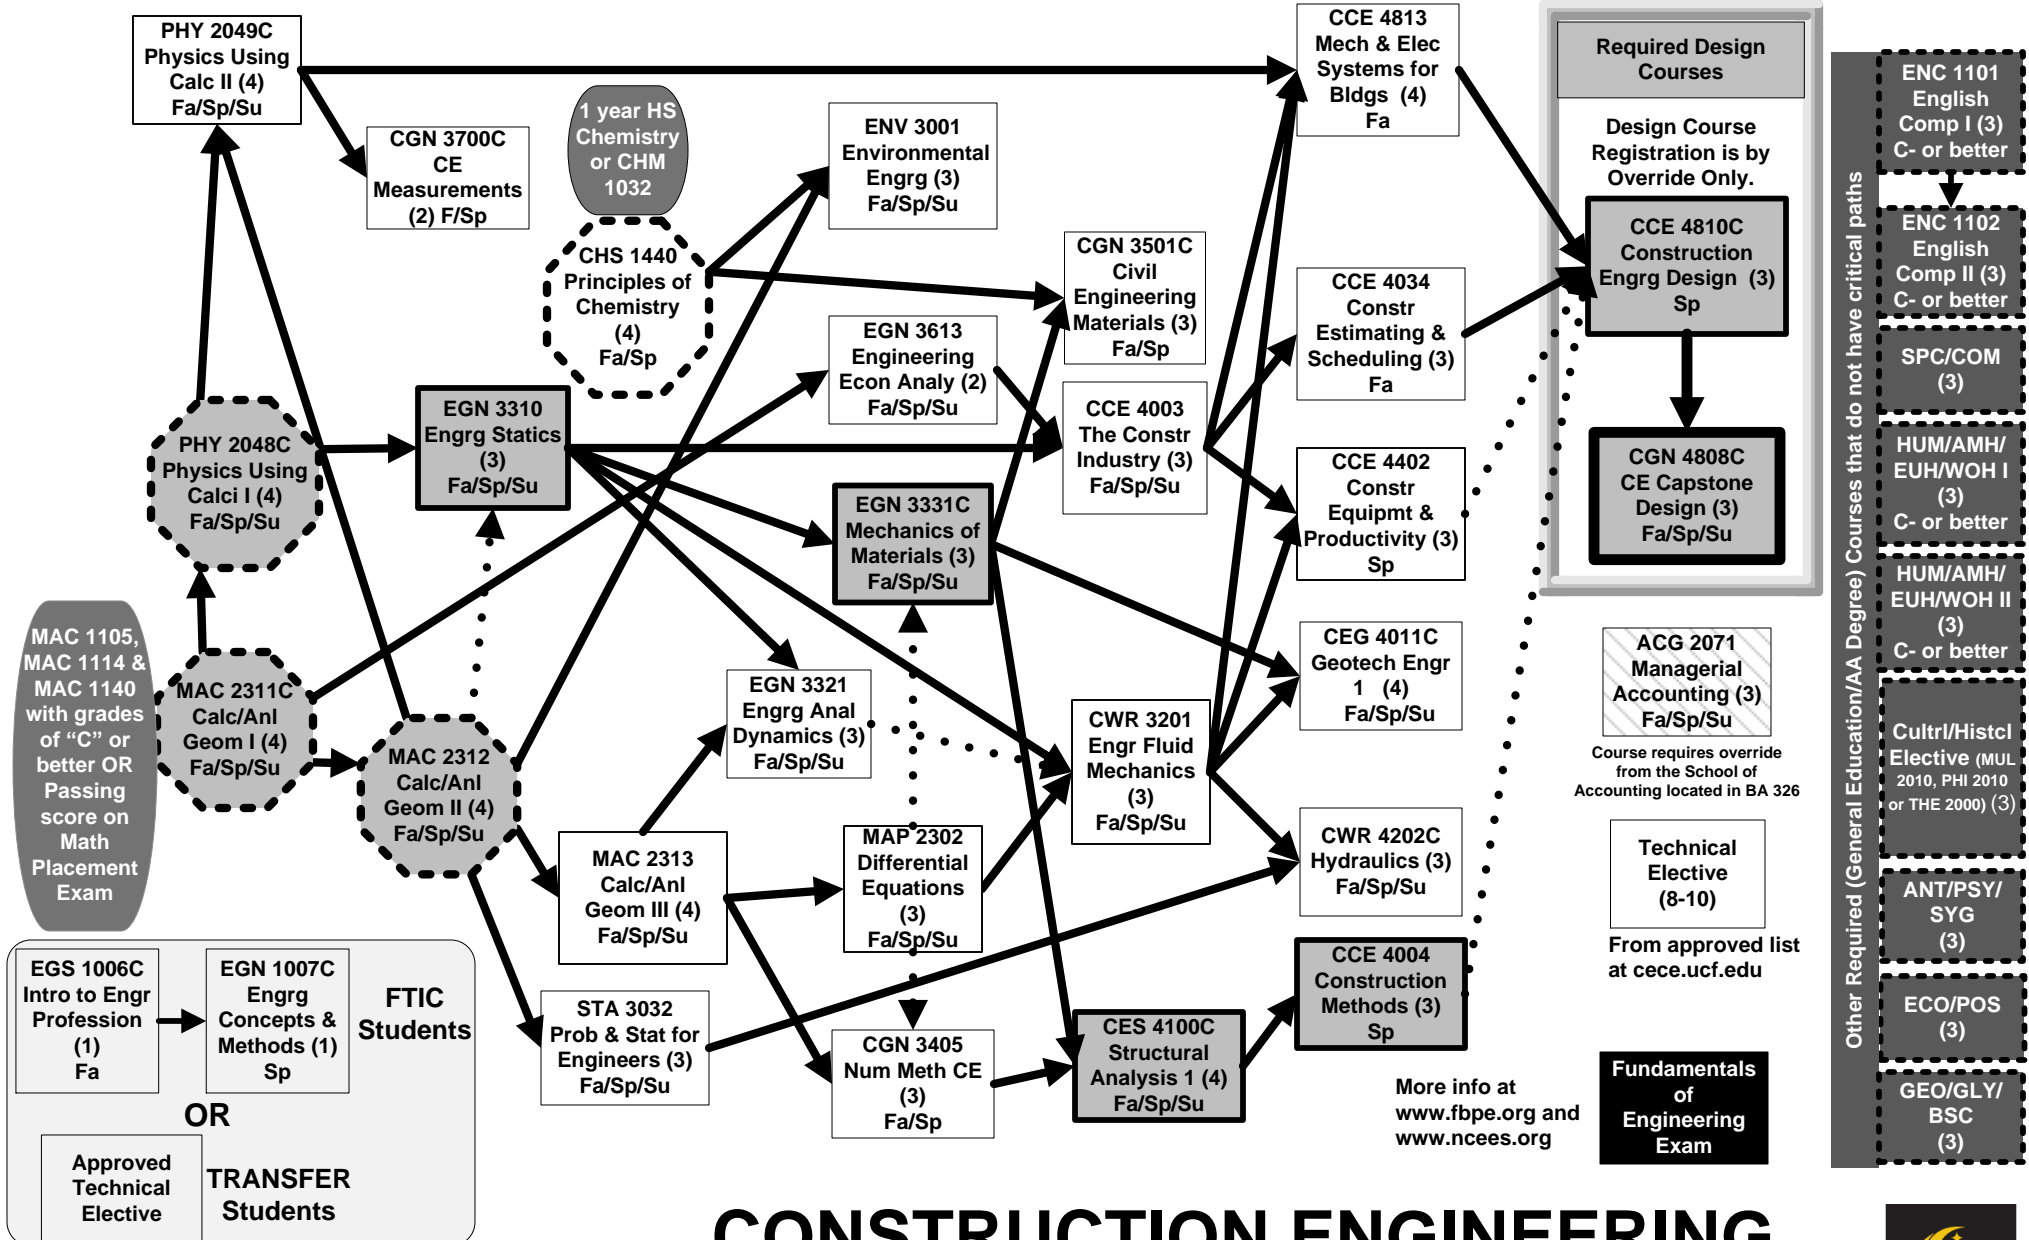 PHY 2049C
Physics Using
Calc II (4)
Fa/Sp/Su
CGN 3700C
CE
Measurements
(2) F/Sp
1 year HS
Chemistry
or CHM
1032
CHS 1440
Principles of
Chemistry
(4)
Fa/Sp
ENV 3001
Environmental
Engrg (3)
Fa/Sp/Su
EGN 3613
Engineering
Econ Analy (2)
Fa/Sp/Su
CGN 3501C
Civil
Engineering
Materials (3)
Fa/Sp
CCE 4003
The Constr
Industry (3)
Fa/Sp/Su
CCE 4813
Mech & Elec
Systems for
Bldgs (4)
Fa
CCE 4034
Constr
Estimating &
Scheduling (3)
Fa
CCE 4402
Constr
Equipmt &
Productivity (3)
Sp
Required Design
Courses
Design Course
Registration is by
Override Only.
CCE 4810C
Construction
Engrg Design (3)
Sp
CGN 4808C
CE Capstone
Design (3)
Fa/Sp/Su
PHY 2048C
Physics Using
Calci I (4)
Fa/Sp/Su
EGN 3310
Engrg Statics
(3)
Fa/Sp/Su
EGN 3331C
Mechanics of
Materials (3)
Fa/Sp/Su
MAC 1105,
MAC 1114 &
MAC 1140
with grades
of “C” or
better OR
Passing
score on
Math
Placement
Exam
MAC 2311C
Calc/Anl
Geom I (4)
Fa/Sp/Su
MAC 2312
Calc/Anl
Geom II (4)
Fa/Sp/Su
EGN 3321
Engrg Anal
Dynamics (3)
Fa/Sp/Su
MAC 2313
Calc/Anl
Geom III (4)
Fa/Sp/Su
MAP 2302
Differential
Equations
(3)
Fa/Sp/Su
CWR 3201
Engr Fluid
Mechanics
(3)
Fa/Sp/Su
CEG 4011C
Geotech Engr
1 (4)
Fa/Sp/Su
CWR 4202C
Hydraulics (3)
Fa/Sp/Su
STA 3032
Prob & Stat for
Engineers (3)
Fa/Sp/Su
CGN 3405
Num Meth CE
(3)
Fa/Sp
CES 4100C
Structural
Analysis 1 (4)
Fa/Sp/Su
CCE 4004
Construction
Methods (3)
Sp
ACG 2071
Managerial
Accounting (3)
Fa/Sp/Su
Course requires override
from the School of
Accounting located in BA 326
Technical
Elective
(8-10)
From approved list
at cece.ucf.edu
More info at
www.fbpe.org and
www.ncees.org
Fundamentals
of
Engineering
Exam
EGS 1006C
Intro to Engr
Profession
(1)
Fa
EGN 1007C
Engrg
Concepts &
Methods (1)
Sp
FTIC
Students
OR
Approved
Technical
Elective
TRANSFER
Students
Other Required (General Education/AA Degree) Courses that do not have critical paths
ENC 1101
English
Comp I (3)
C- or better
ENC 1102
English
Comp II (3)
C- or better
SPC/COM
(3)
HUM/AMH/
EUH/WOH I
(3)
C- or better
HUM/AMH/
EUH/WOH II
(3)
C- or better
Cultrl/Histcl
Elective (MUL
2010, PHI 2010
or THE 2000) (3)
ANT/PSY/
SYG
(3)
ECO/POS
(3)
GEO/GLY/
BSC
(3)
CONSTRUCTION ENGINEERING